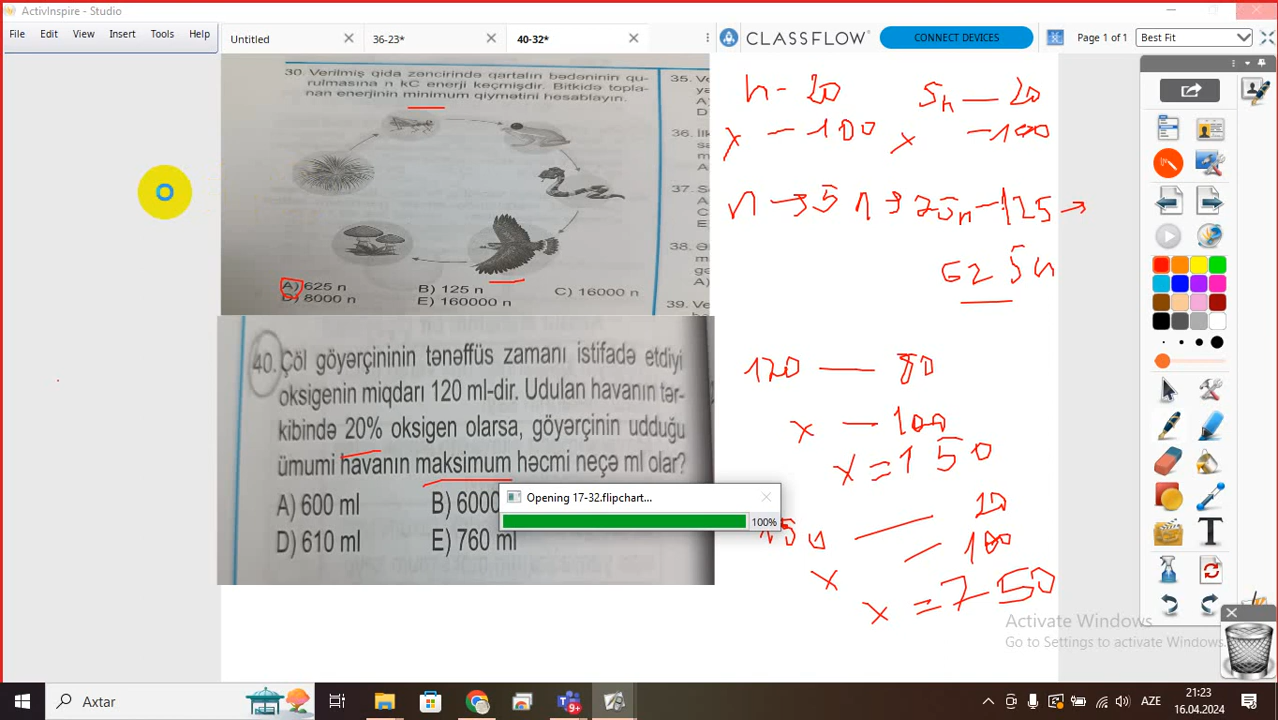 ActivInspire - Studio
File Edit View Insert Tools Help
Untitled
36-23*
40-32*
CLASSFLOW
CONNECT DEVICES
Page 1 of 1
Best Fit
30. Verilmiş qida zəncirində qartalın bədəninin qu-
rulmasına n kC enerji keçmişdir. Bitkidə topla-
nan enerjinin minimum qiymətini hesablayın.
A) 625 n B) 125 n C) 16000 n
D) 8000 n E) 160000 n
35. Ve
ya
A)
D
36. İl
sa
m
A
37. S
A
C
E
38. Ə
m
g
A
39. V
n - 20
x - 100
5n — 20
x - 100
n → 5n → 25n - 125 →
625n
40. Çöl göyərçininin tənəffüs zamanı istifadə etdiyi
oksigenin miqdarı 120 ml-dir. Udulan havanın tər-
kibində 20% oksigen olarsa, göyərçinin udduğu
ümumi havanın maksimum həcmi neçə ml olar?
A) 600 ml B) 6000
D) 610 ml E) 760 ml
120 — 80
x — 100
x = 150
150 — 20
x — 100
x = 750
Opening 17-32.flipchart...
100%
Activate Windows
Go to Settings to activate Windows.
Axtar
9+
AZE
21:23
16.04.2024